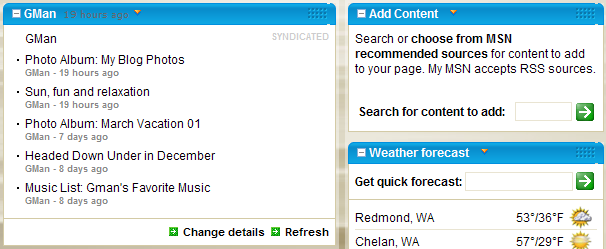 GMan 19 hours ago
GMan
SYNDICATED
Photo Album: My Blog Photos
GMan - 19 hours ago
Sun, fun and relaxation
GMan - 19 hours ago
Photo Album: March Vacation 01
GMan - 7 days ago
Headed Down Under in December
GMan - 8 days ago
Music List: Gman's Favorite Music
GMan - 8 days ago
Change details Refresh
Add Content
Search or choose from MSN
recommended sources for content to add
to your page. My MSN accepts RSS sources.
Search for content to add:
Weather forecast
Get quick forecast:
Redmond, WA 53°/36°F
Chelan, WA 57°/29°F